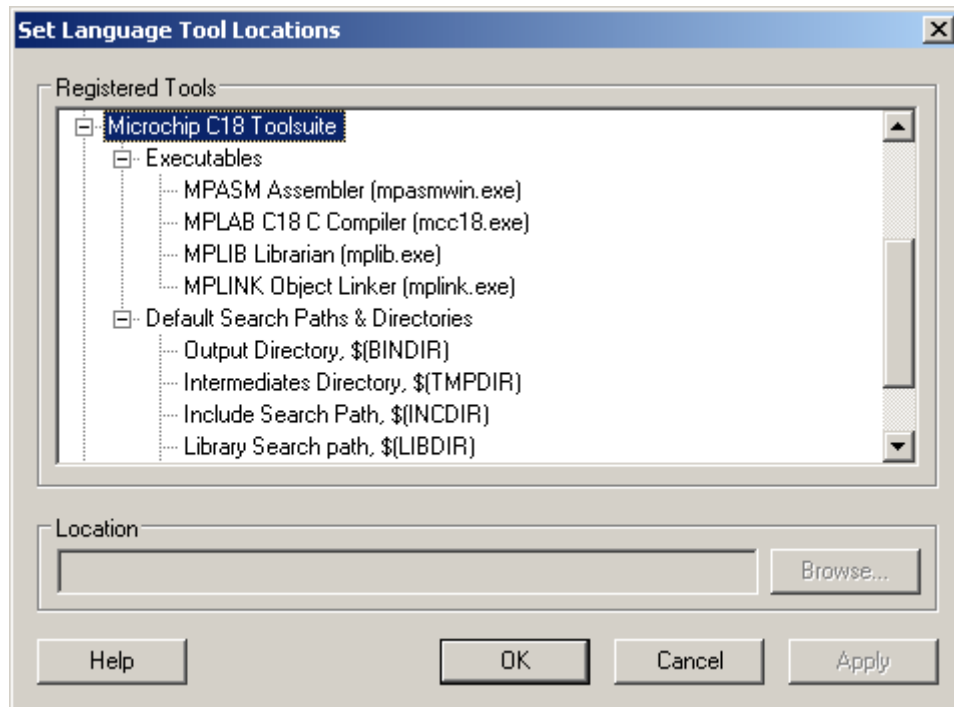 Set Language Tool Locations
Registered Tools
Microchip C18 Toolsuite
Executables
MPASM Assembler (mpasmwin.exe)
MPLAB C18 C Compiler (mcc18.exe)
MPLIB Librarian (mplib.exe)
MPLINK Object Linker (mplink.exe)
Default Search Paths & Directories
Output Directory, $(BINDIR)
Intermediates Directory, $(TMPDIR)
Include Search Path, $(INCDIR)
Library Search path, $(LIBDIR)
Location
Browse...
Help OK Cancel Apply